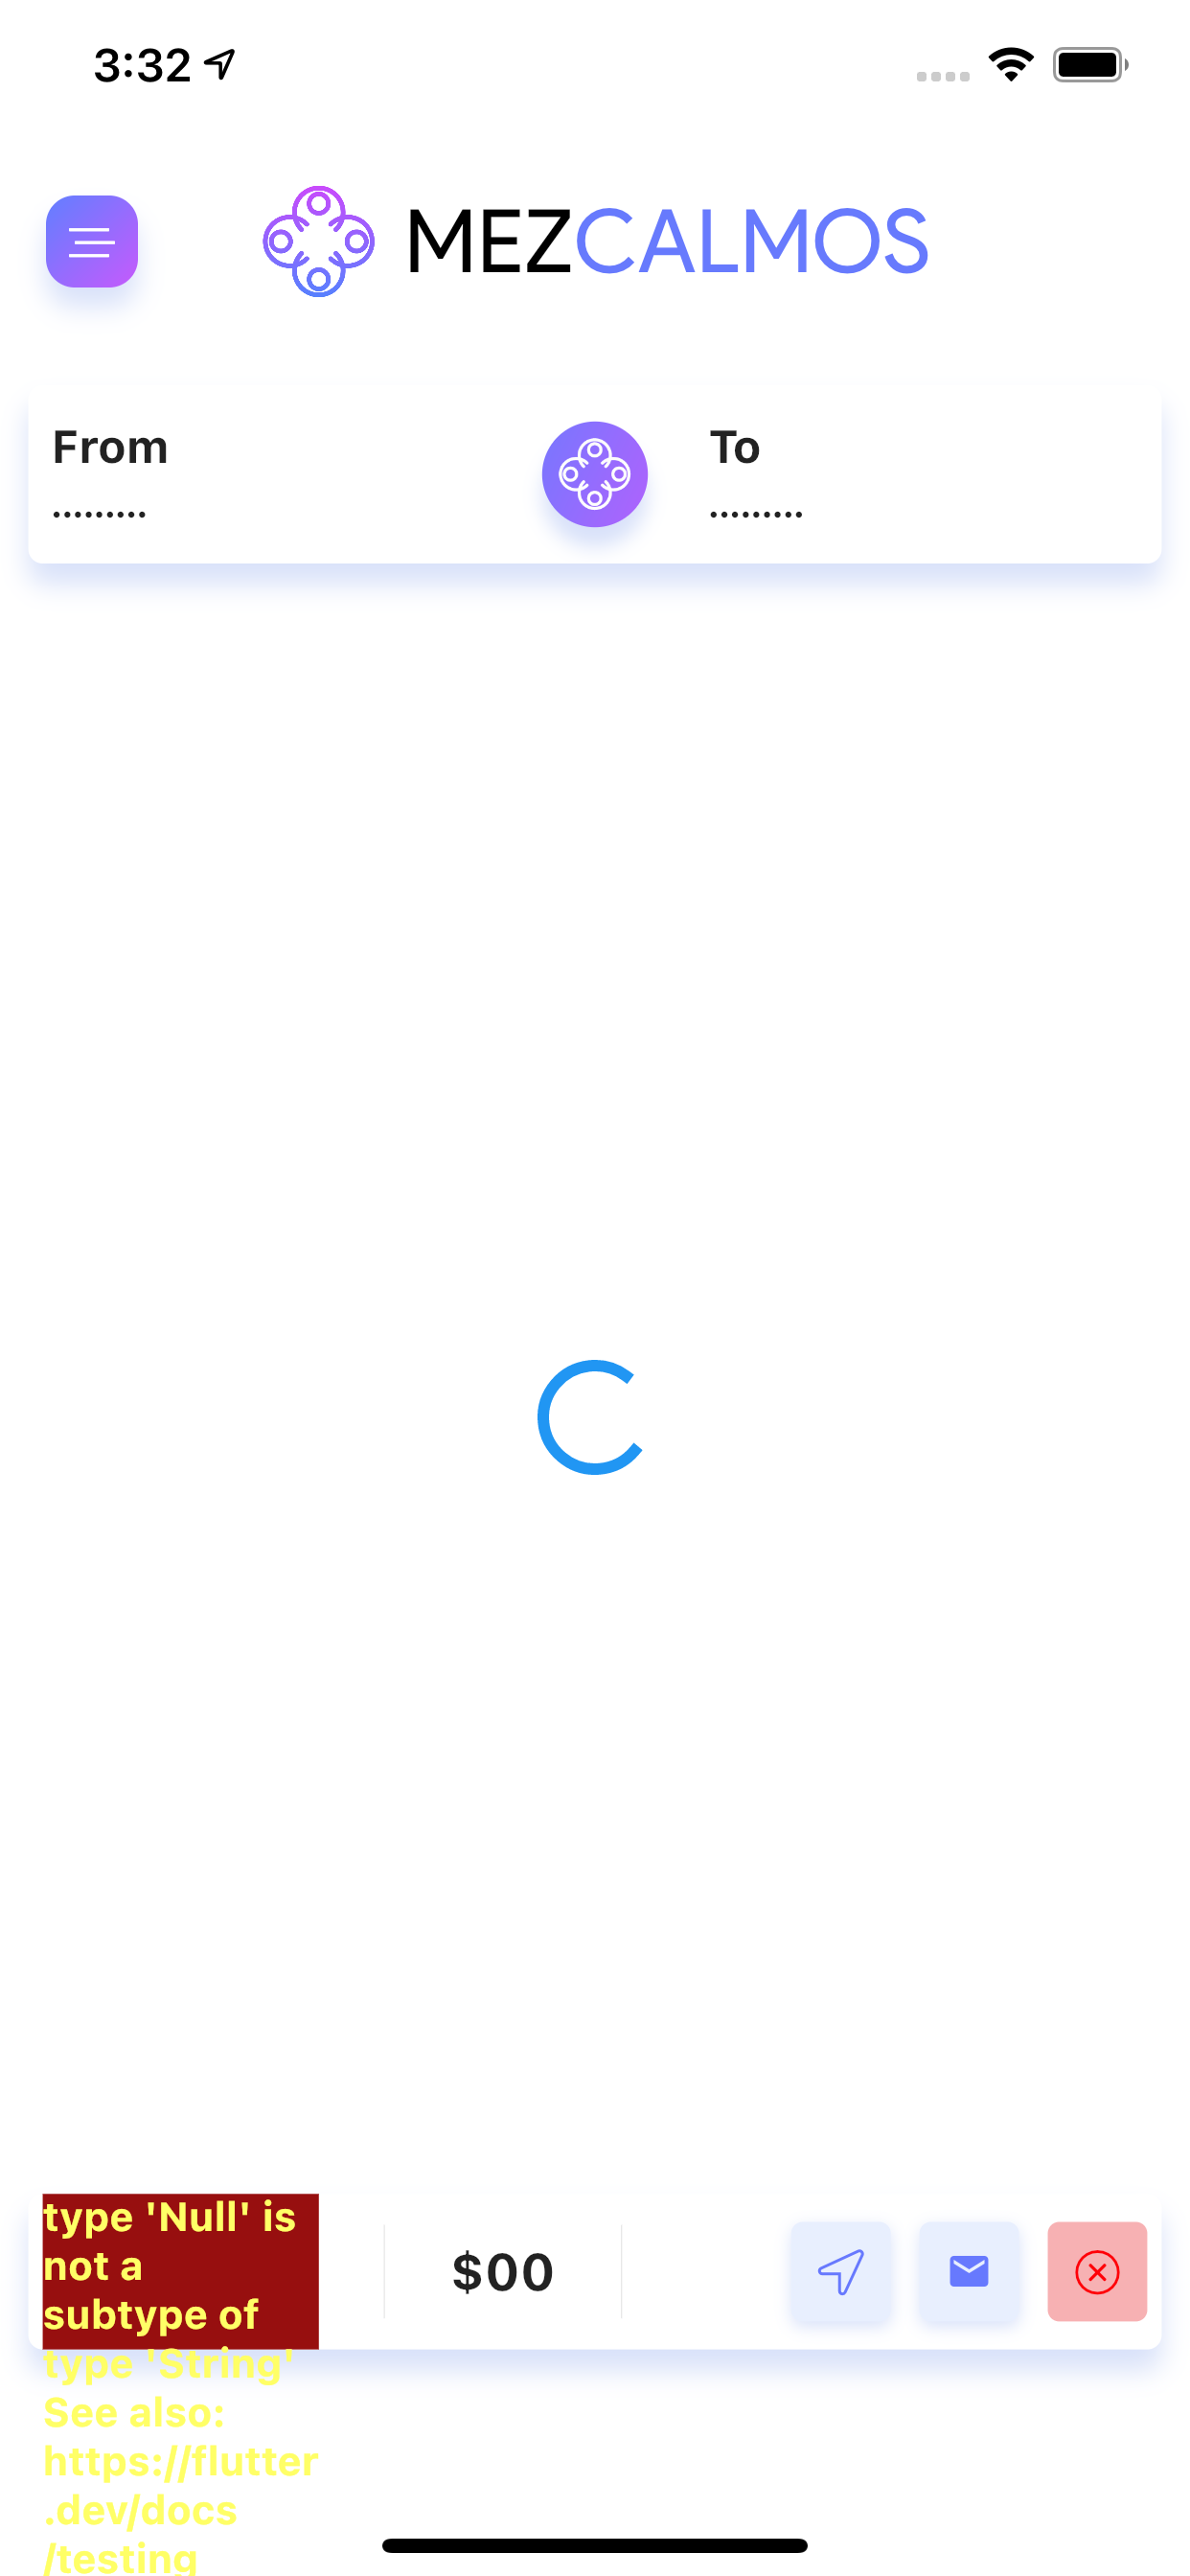 3:32
MEZCALMOS
From
.........
To
.........
type 'Null' is
not a
subtype of
type 'String'
See also:
https://flutter
.dev/docs
/testing
$00